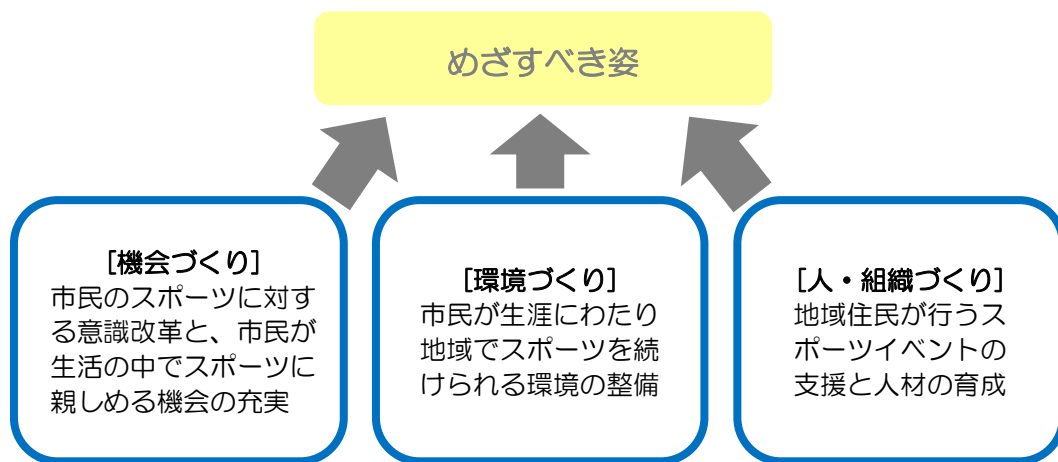 めざすべき姿
[機会づくり]
市民のスポーツに対す
る意識改革と、市民が
生活の中でスポーツに
親しめる機会の充実
[環境づくり]
市民が生涯にわたり
地域でスポーツを続
けられる環境の整備
[人・組織づくり]
地域住民が行うス
ポーツイベントの
支援と人材の育成